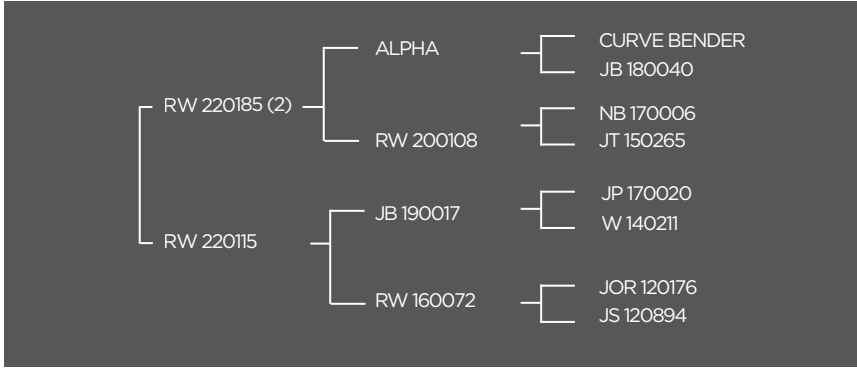 ALPHA
CURVE BENDER
JB 180040
RW 220185 (2)
RW 200108
NB 170006
JT 150265
RW 220115
JB 190017
JP 170020
W 140211
RW 160072
JOR 120176
JS 120894